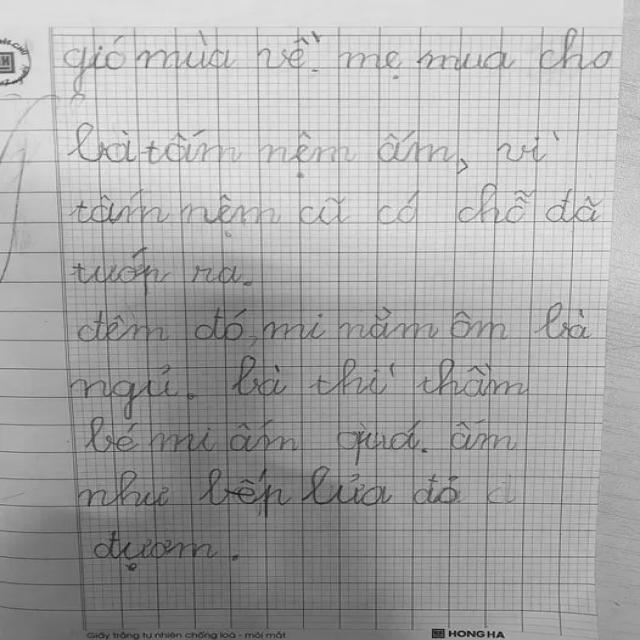 gió mùa về. mẹ mua cho
bà tấm nệm ấm, vì
tấm nệm cũ có chỗ đã
tướp ra.
đêm đó, mi nằm ôm bà
ngủ. bà thì thầm
bé mi ấm quá. ấm
như bếp lửa đỏ d
đượm.
Giấy trắng tự nhiên chống loá - mỏi mắt
HONG HA